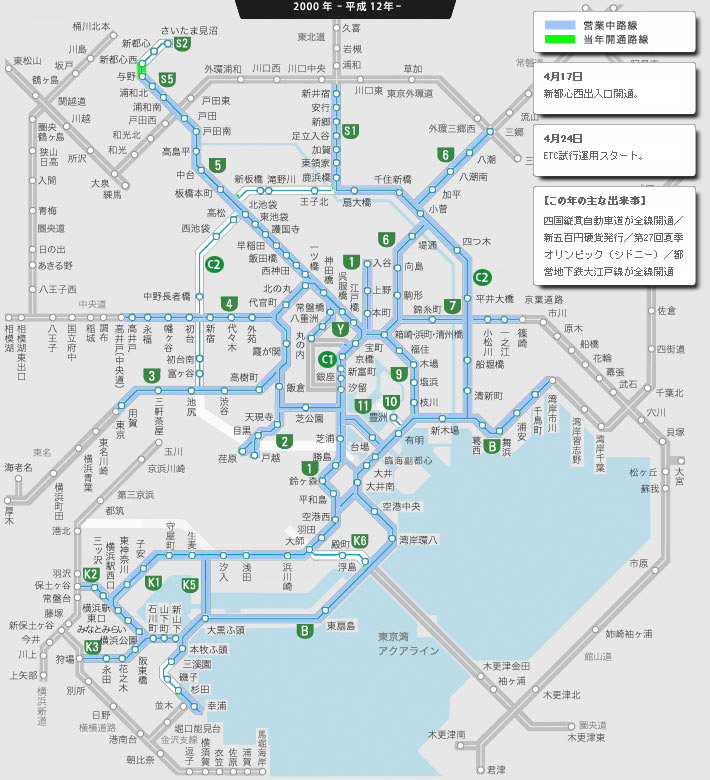 2000 年 －平成 12年－
営業中路線
当年開通路線
4月17日
新都心西出入口開通。
4月24日
ETC試行運用スタート。
【この年の主な出来事】
四国縦貫自動車道が全線開通／
新五百円硬貨発行／第27回夏季
オリンピック（シドニー）／都
営地下鉄大江戸線が全線開通
桶川北本
さいたま見沼
新都心
S2
久喜
東北道
岩槻
浦和
川島
坂戸
新都心西
与野
S5
東松山
鶴ヶ島
関越道
川越
浦和北
浦和南
外環浦和
川口西
川口中央
川口東
草加
東京外環道
常磐道
流山
三郷
外環三郷西
戸田東
戸田西
戸田
戸田南
和光北
和光
大泉
練馬
所沢
圏央
鶴ヶ島
狭山
日高
入間
青梅
圏央道
日の出
あきる野
八王子西
新井宿
安行
新郷
足立入谷
加賀
東領家
鹿浜橋
S1
高島平
中台
板橋本町
5
新板橋
滝野川
王子北
扇大橋
千住新橋
小菅
加平
八潮南
八潮
6
高松
西池袋
北池袋
東池袋
護国寺
早稲田
飯田橋
西神田
一ツ橋
神田橋
呉服橋
江戸橋
1
入谷
上野
本町
6
堤通
向島
駒形
四つ木
C2
平井大橋
7
錦糸町
京葉道路
市川
原木
船橋
花輪
幕張
武石
千葉北
穴川
貝塚
大宮
佐倉
四街道
C2
中野長者橋
北の丸
代官町
常盤橋
八重洲
丸の内
Y
C1
銀座
宝町
京橋
新富町
汐留
箱崎・浜町・清洲橋
福住
木場
塩浜
枝川
9
小松川
一之江
篠崎
船堀橋
清新町
中央道
相模湖
相模湖東出口
八王子
国立府中
稲城
調布
高井戸(中央道)
高井戸
永福
幡ヶ谷
初台
新宿
代々木
外苑
4
霞が関
初台南
富ヶ谷
高樹町
飯倉
芝公園
3
東京
用賀
三軒茶屋
池尻
渋谷
天現寺
目黒
荏原
戸越
2
11
10
豊洲
有明
新木場
葛西
舞浜
浦安
千鳥町
湾岸市川
湾岸習志野
湾岸千葉
B
台場
臨海副都心
芝浦
勝島
1
鈴ヶ森
平和島
空港西
羽田
大師
大井
大井南
空港中央
湾岸環八
松ヶ丘
蘇我
市原
姉崎袖ヶ浦
館山道
玉川
京浜川崎
第三京浜
都筑
港北
東名
東名川崎
横浜青葉
横浜町田
海老名
厚木
守屋町
生麦
子安
東神奈川
横浜駅西口
三ッ沢
汐入
浅田
浜川崎
殿町
浮島
K6
K1
K5
K2
羽沢
保土ヶ谷
常盤台
横浜駅
東口
みなとみらい
横浜公園
石川町
山下町
新山下
大黒ふ頭
B
東扇島
東京湾
アクアライン
藤塚
新保土ヶ谷
今井
川上
上矢部
横浜新道
K3
狩場
永田
花之木
阪東橋
本牧ふ頭
三溪園
磯子
杉田
幸浦
並木
別所
日野
横横道路
港南台
朝比奈
堀口能見台
金沢支線
逗子
横須賀
衣笠
佐原
浦賀
馬堀海岸
木更津金田
袖ヶ浦
木更津北
圏央道
木更津東
木更津南
君津